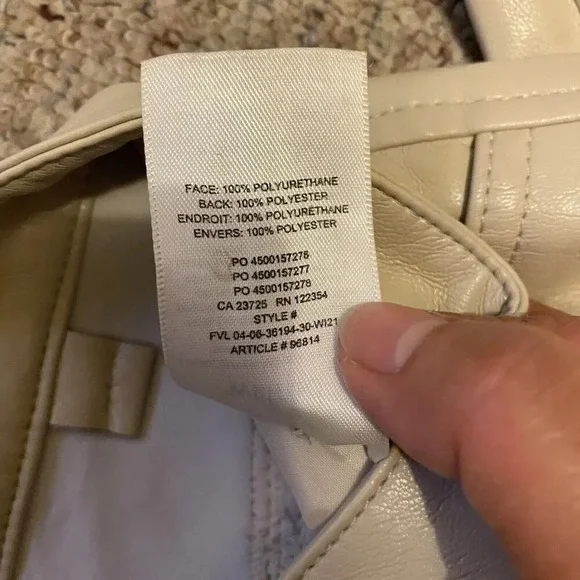 FACE: 100% POLYURETHANE
BACK: 100% POLYESTER
ENDROIT: 100% POLYURÉTHANE
ENVERS: 100% POLYESTER
PO 4500157276
PO 4500157277
PO 4500157278
CA 23725 RN 122354
STYLE #
FVL 04-06-36194-30-WI21
ARTICLE # 96814